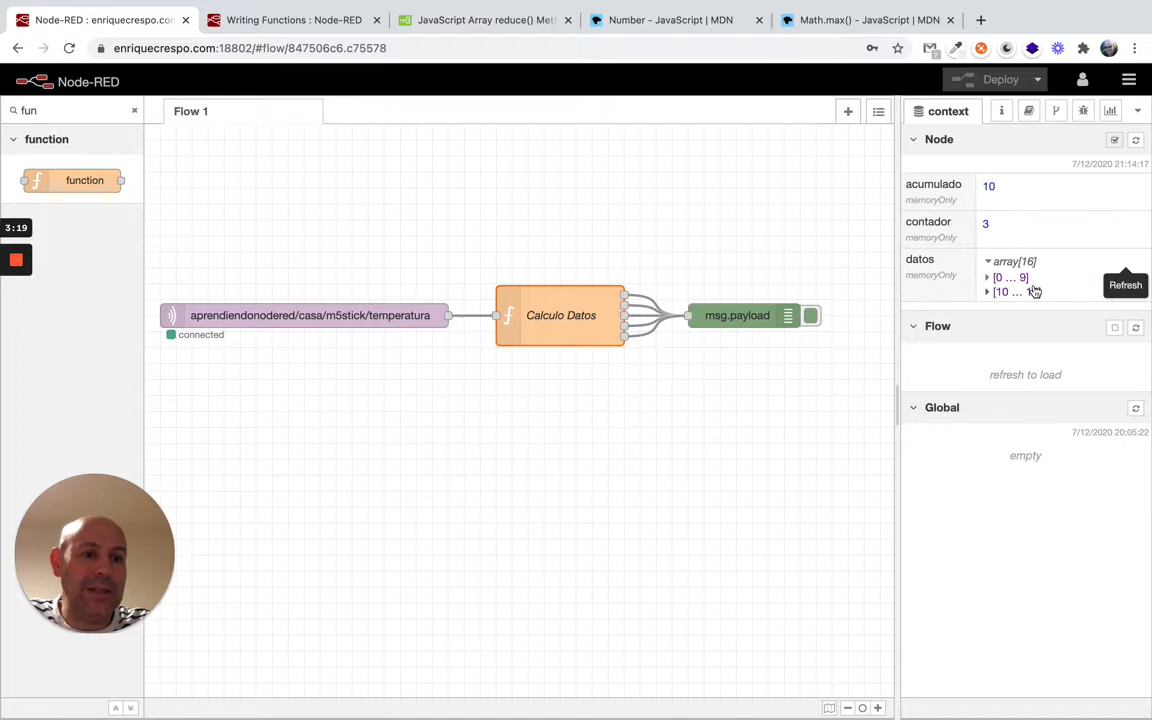 Node-RED : enriquecrespo.com:
Writing Functions : Node-RED
JavaScript Array reduce() Met
Number - JavaScript | MDN
Math.max() - JavaScript | MDN
enriquecrespo.com:18802/#flow/847506c6.c75578
Node-RED
Deploy
fun
Flow 1
context
function
Node
function
7/12/2020 21:14:17
acumulado
10
memoryOnly
3:19
contador
3
memoryOnly
datos
array[16]
memoryOnly
[0 … 9]
[10 …
Refresh
aprendiendonodered/casa/m5stick/temperatura
connected
Calculo Datos
msg.payload
Flow
refresh to load
Global
7/12/2020 20:05:22
empty